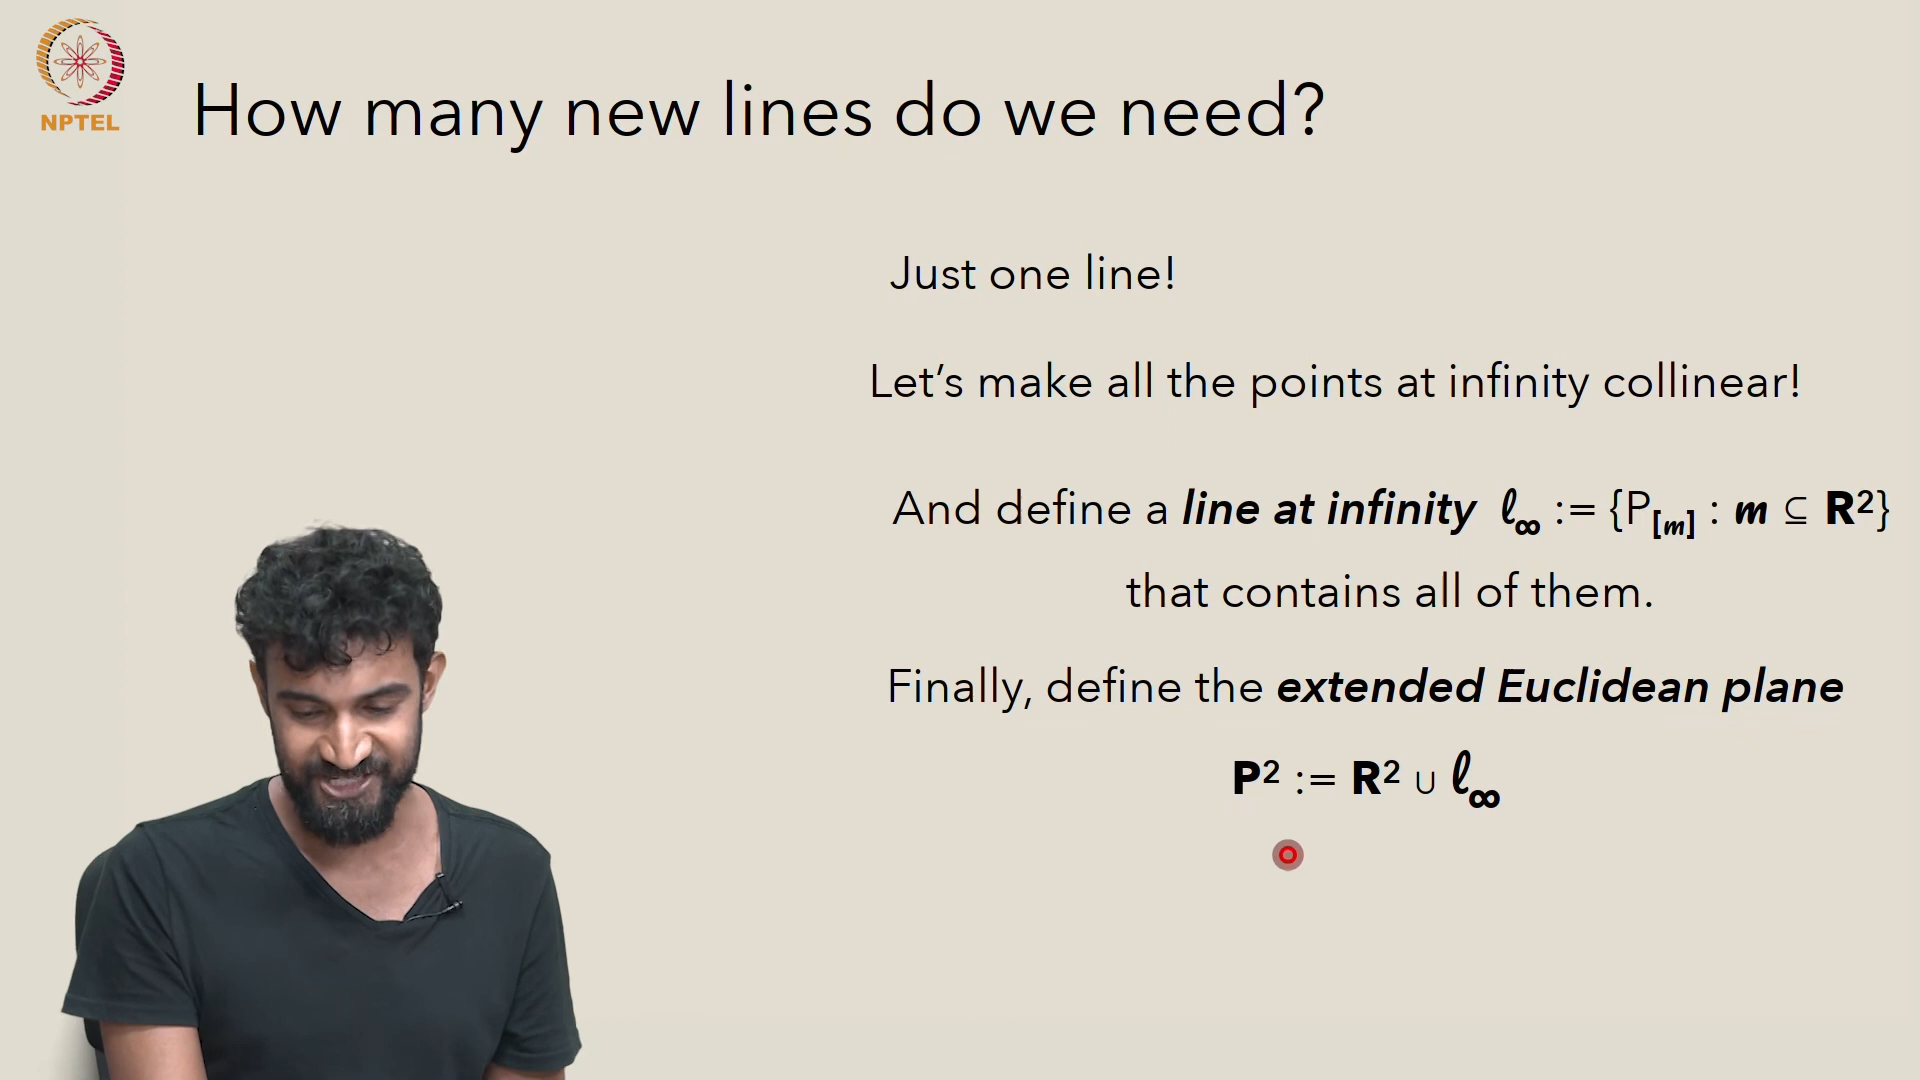 NPTEL
How many new lines do we need?
Just one line!
Let's make all the points at infinity collinear!
And define a line at infinity ℓ∞ := {P[m] : m ⊆ R²}
that contains all of them.
Finally, define the extended Euclidean plane
P² := R² ∪ ℓ∞